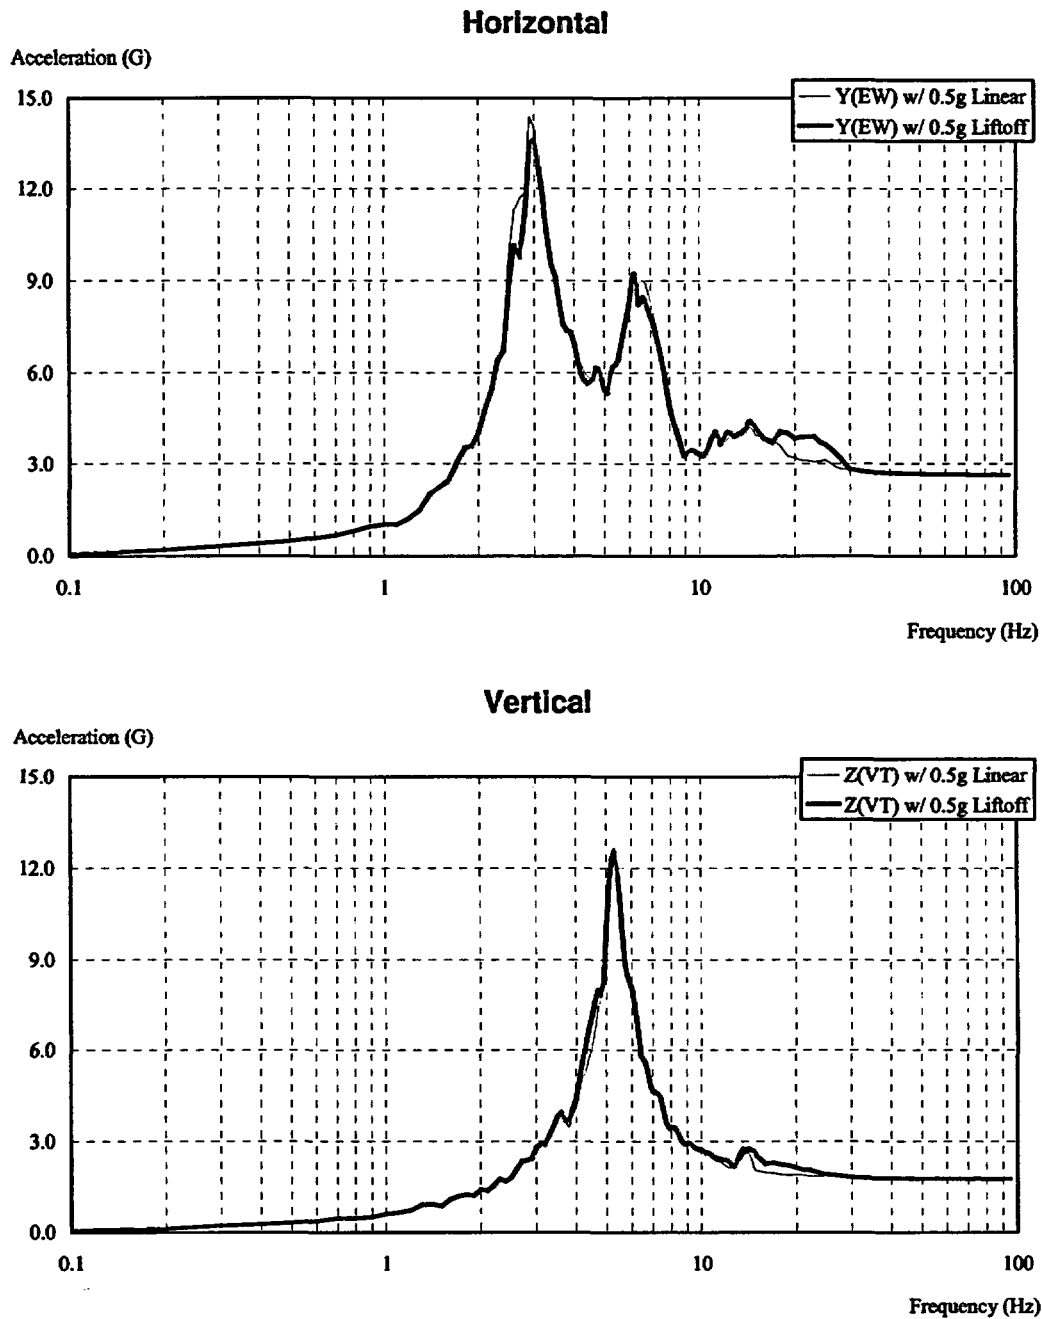 Horizontal
Acceleration (G)
Y(EW) w/ 0.5g Linear
Y(EW) w/ 0.5g Liftoff
15.0
12.0
9.0
6.0
3.0
0.0
0.1 1 10 100
Frequency (Hz)
Vertical
Acceleration (G)
Z(VT) w/ 0.5g Linear
Z(VT) w/ 0.5g Liftoff
15.0
12.0
9.0
6.0
3.0
0.0
0.1 1 10 100
Frequency (Hz)